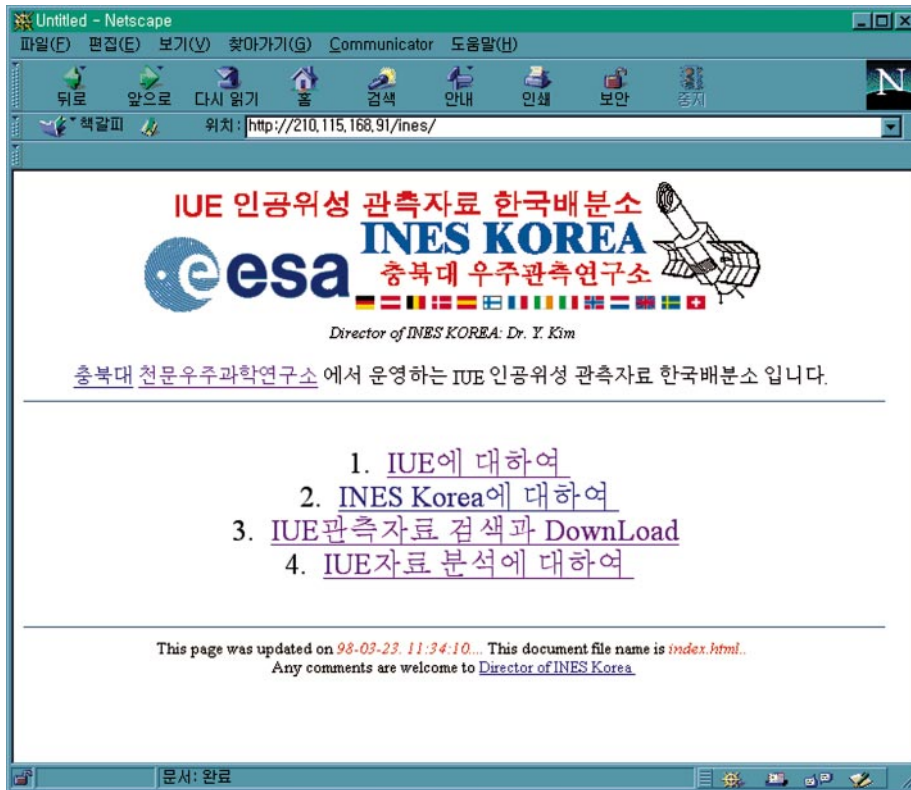 Untitled - Netscape
파일(F) 편집(E) 보기(V) 찾아가기(G) Communicator 도움말(H)
뒤로 앞으로 다시 읽기 홈 검색 안내 인쇄 보안 중지
N
책갈피 위치: http://210,115,168,91/ines/
IUE 인공위성 관측자료 한국배분소
esa INES KOREA
충북대 우주관측연구소
Director of INES KOREA: Dr. Y. Kim
충북대 천문우주과학연구소 에서 운영하는 IUE 인공위성 관측자료 한국배분소 입니다.
1. IUE에 대하여
2. INES Korea에 대하여
3. IUE관측자료 검색과 DownLoad
4. IUE자료 분석에 대하여
This page was updated on 98-03-23. 11:34:10.... This document file name is index.html..
Any comments are welcome to Director of INES Korea
문서: 완료